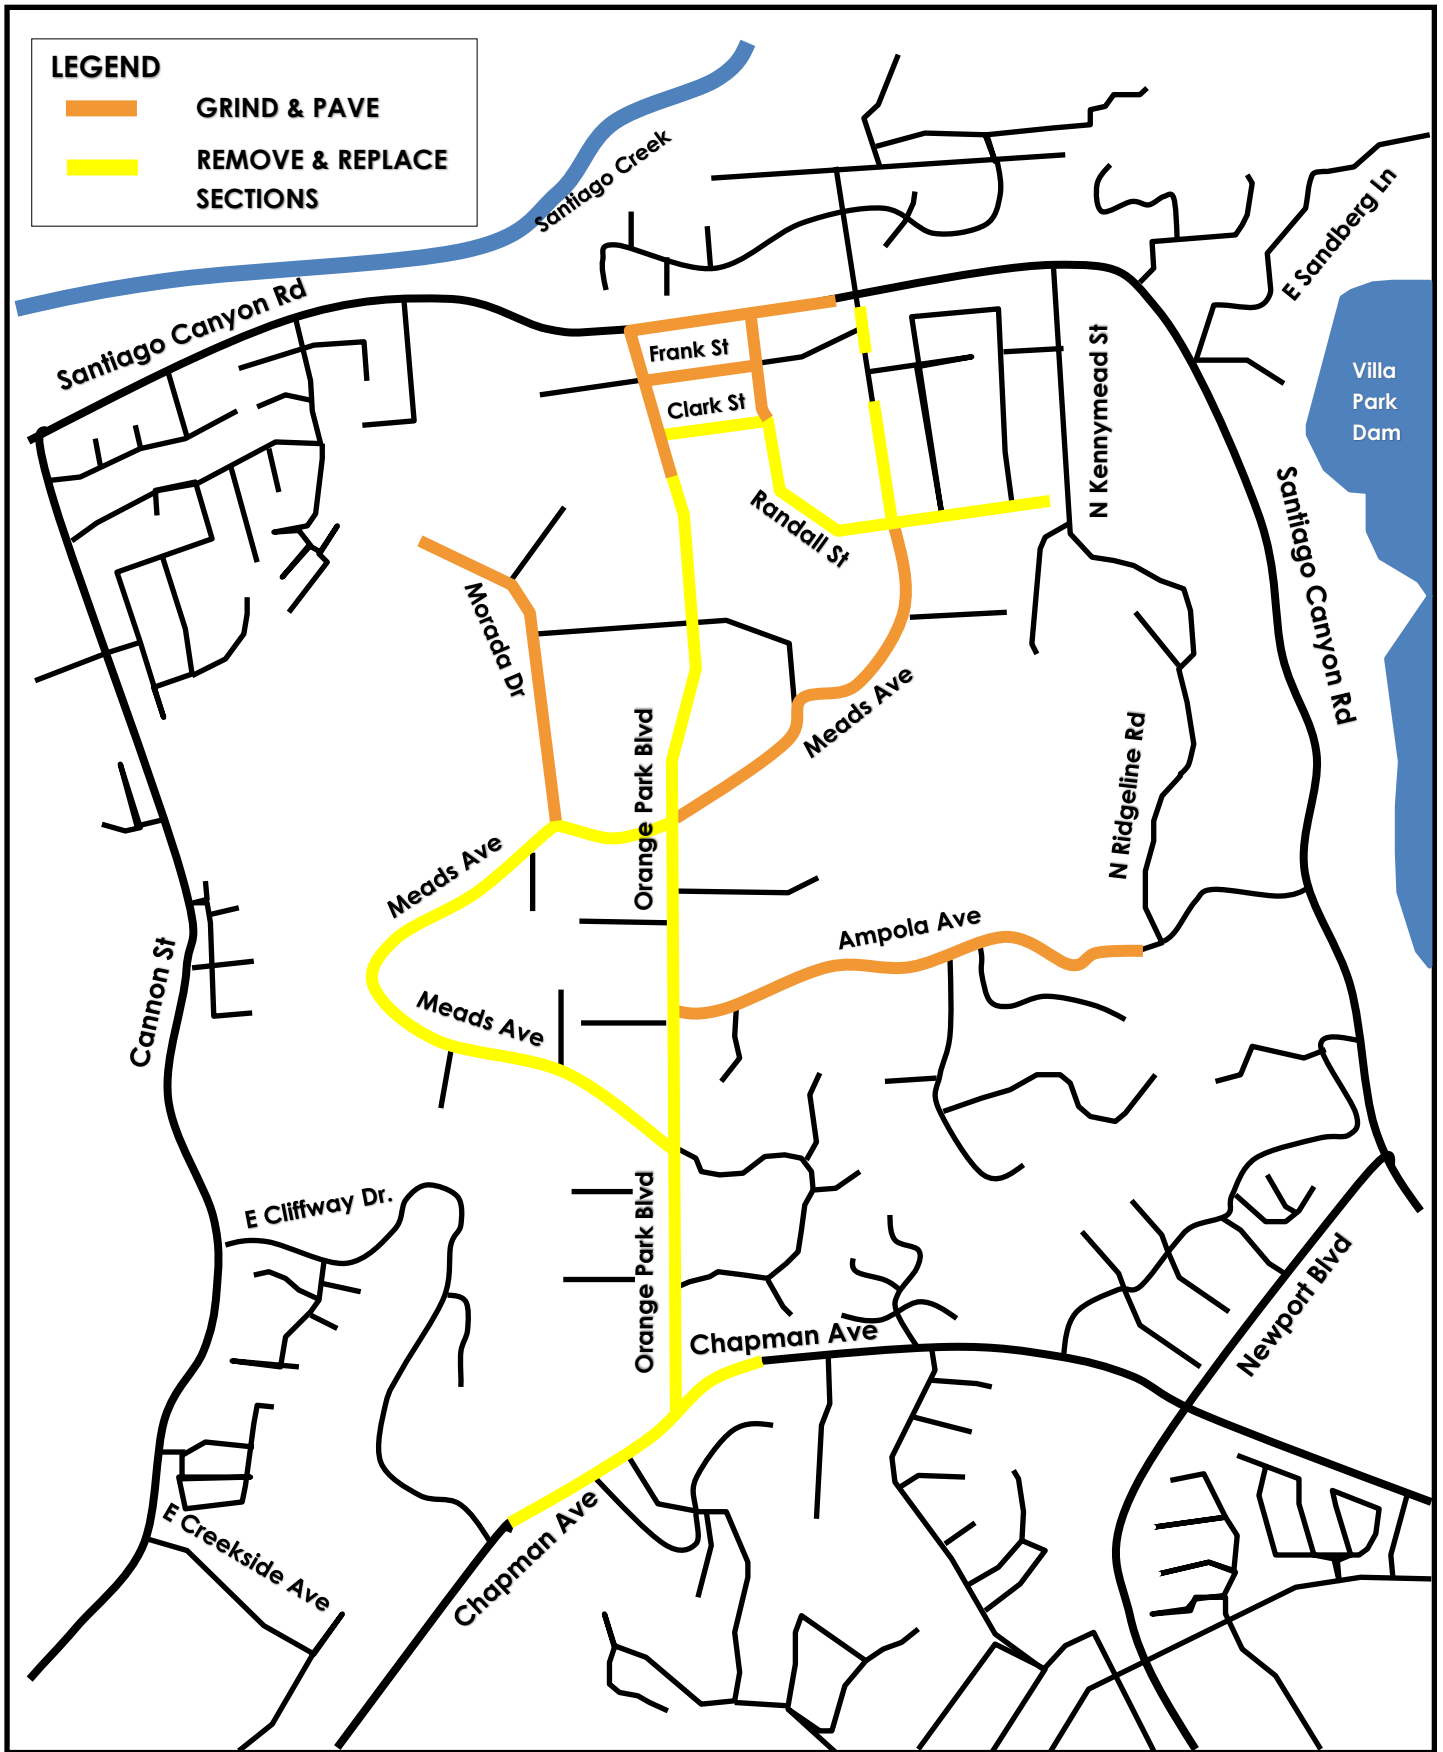 LEGEND
GRIND & PAVE
REMOVE & REPLACE
SECTIONS
Santiago Creek
E Sandberg Ln
Santiago Canyon Rd
Frank St
N Kennymead St
Villa
Park
Dam
Clark St
Randall St
Santiago Canyon Rd
Morada Dr
Meads Ave
Orange Park Blvd
N Ridgeline Rd
Meads Ave
Ampola Ave
Cannon St
Meads Ave
E Cliffway Dr.
Orange Park Blvd
Newport Blvd
Chapman Ave
Chapman Ave
E Creekside Ave